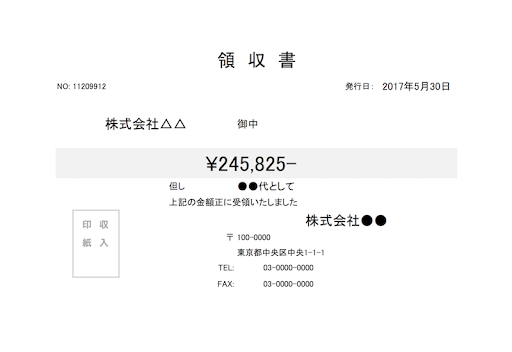 領 収 書
NO: 11209912 発行日： 2017年5月30日
株式会社△△ 御中
¥245,825-
但し ●●代として
上記の金額正に受領いたしました
株式会社●●
印 収
紙 入
〒 100-0000
東京都中央区中央1-1-1
TEL: 03-0000-0000
FAX: 03-0000-0000